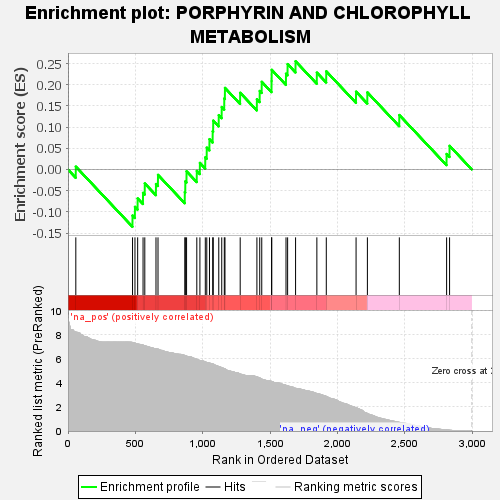 Enrichment plot: PORPHYRIN AND CHLOROPHYLL
METABOLISM
Enrichment score (ES)
0.25
0.20
0.15
0.10
0.05
0.00
-0.05
-0.10
-0.15
'na_pos' (positively correlated)
Ranked list metric (PreRanked)
10
8
6
4
2
0
Zero cross at
'na_neg' (negatively correlated)
0
500
1,000
1,500
2,000
2,500
3,000
Rank in Ordered Dataset
Enrichment profile
Hits
Ranking metric scores